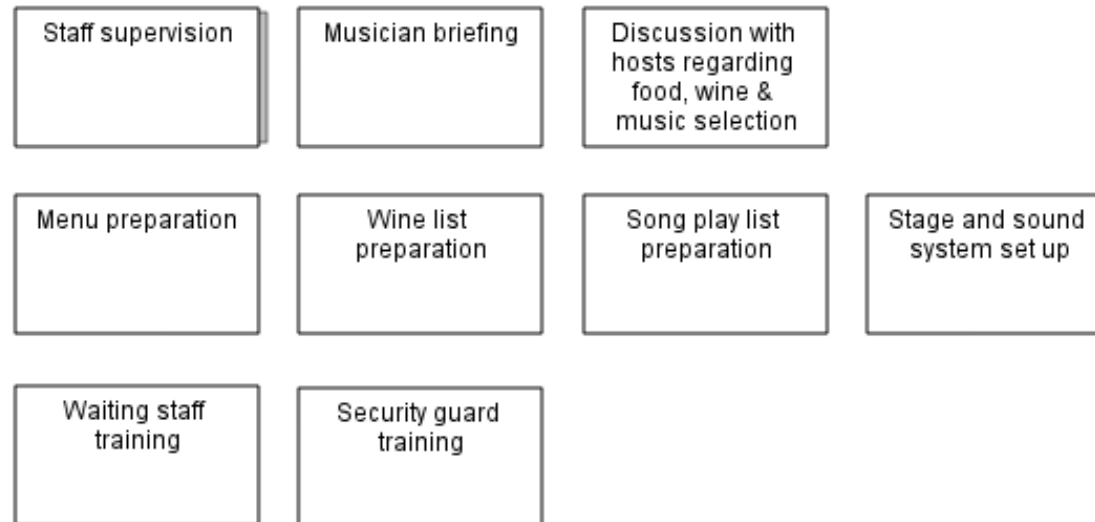 Staff supervision
Musician briefing
Discussion with
hosts regarding
food, wine &
music selection
Menu preparation
Wine list
preparation
Song play list
preparation
Stage and sound
system set up
Waiting staff
training
Security guard
training